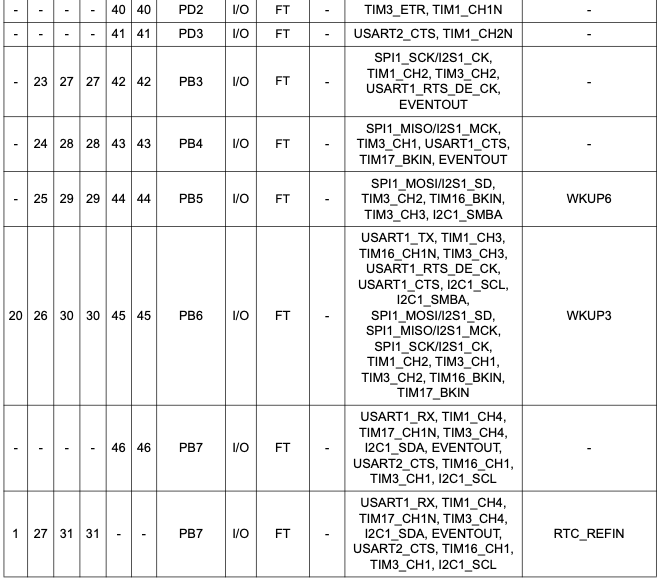 - - - - 40 40 PD2 I/O FT - TIM3_ETR, TIM1_CH1N -
- - - - 41 41 PD3 I/O FT - USART2_CTS, TIM1_CH2N -
- 23 27 27 42 42 PB3 I/O FT - SPI1_SCK/I2S1_CK,
TIM1_CH2, TIM3_CH2,
USART1_RTS_DE_CK,
EVENTOUT -
- 24 28 28 43 43 PB4 I/O FT - SPI1_MISO/I2S1_MCK,
TIM3_CH1, USART1_CTS,
TIM17_BKIN, EVENTOUT -
- 25 29 29 44 44 PB5 I/O FT - SPI1_MOSI/I2S1_SD,
TIM3_CH2, TIM16_BKIN,
TIM3_CH3, I2C1_SMBA WKUP6
20 26 30 30 45 45 PB6 I/O FT - USART1_TX, TIM1_CH3,
TIM16_CH1N, TIM3_CH3,
USART1_RTS_DE_CK,
USART1_CTS, I2C1_SCL,
I2C1_SMBA,
SPI1_MOSI/I2S1_SD,
SPI1_MISO/I2S1_MCK,
SPI1_SCK/I2S1_CK,
TIM1_CH2, TIM3_CH1,
TIM3_CH2, TIM16_BKIN,
TIM17_BKIN WKUP3
- - - - 46 46 PB7 I/O FT - USART1_RX, TIM1_CH4,
TIM17_CH1N, TIM3_CH4,
I2C1_SDA, EVENTOUT,
USART2_CTS, TIM16_CH1,
TIM3_CH1, I2C1_SCL -
1 27 31 31 - - PB7 I/O FT - USART1_RX, TIM1_CH4,
TIM17_CH1N, TIM3_CH4,
I2C1_SDA, EVENTOUT,
USART2_CTS, TIM16_CH1,
TIM3_CH1, I2C1_SCL RTC_REFIN